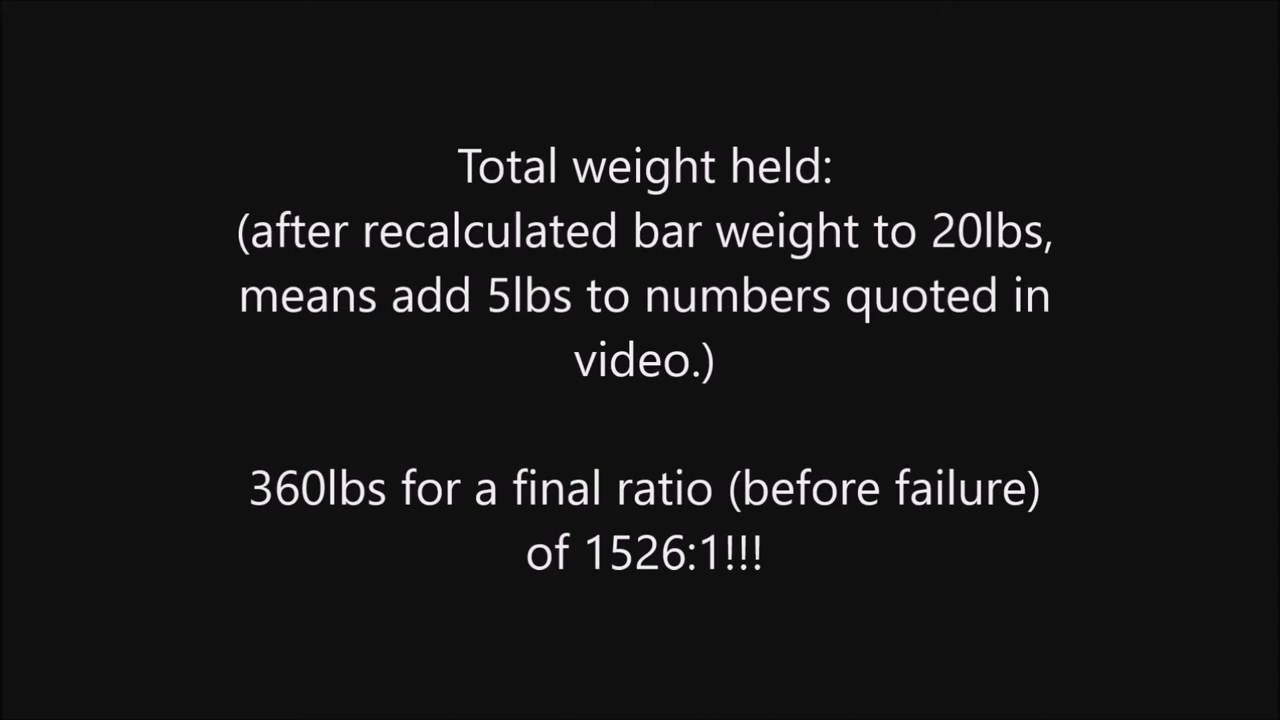 Total weight held:
(after recalculated bar weight to 20lbs,
means add 5lbs to numbers quoted in
video.)
360lbs for a final ratio (before failure)
of 1526:1!!!